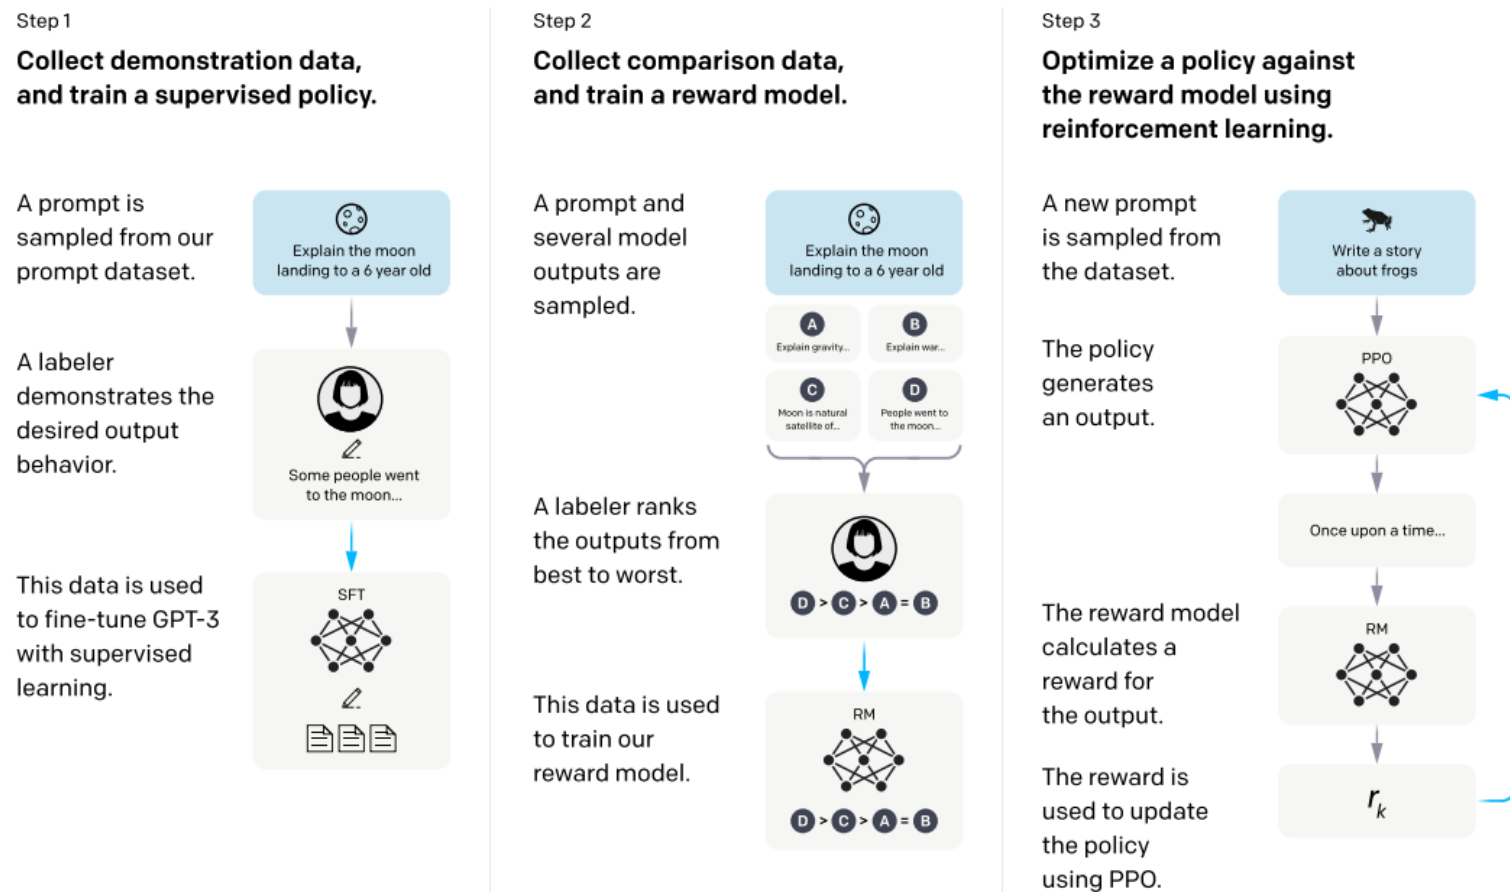 Step 1
Collect demonstration data,
and train a supervised policy.
A prompt is
sampled from our
prompt dataset.
Explain the moon
landing to a 6 year old
A labeler
demonstrates the
desired output
behavior.
Some people went
to the moon...
This data is used
to fine-tune GPT-3
with supervised
learning.
SFT
Step 2
Collect comparison data,
and train a reward model.
A prompt and
several model
outputs are
sampled.
Explain the moon
landing to a 6 year old
A
Explain gravity...
B
Explain war...
C
Moon is natural
satellite of...
D
People went to
the moon...
A labeler ranks
the outputs from
best to worst.
D > C > A = B
This data is used
to train our
reward model.
RM
D > C > A = B
Step 3
Optimize a policy against
the reward model using
reinforcement learning.
A new prompt
is sampled from
the dataset.
Write a story
about frogs
The policy
generates
an output.
PPO
Once upon a time...
The reward model
calculates a
reward for
the output.
RM
The reward is
used to update
the policy
using PPO.
r_k